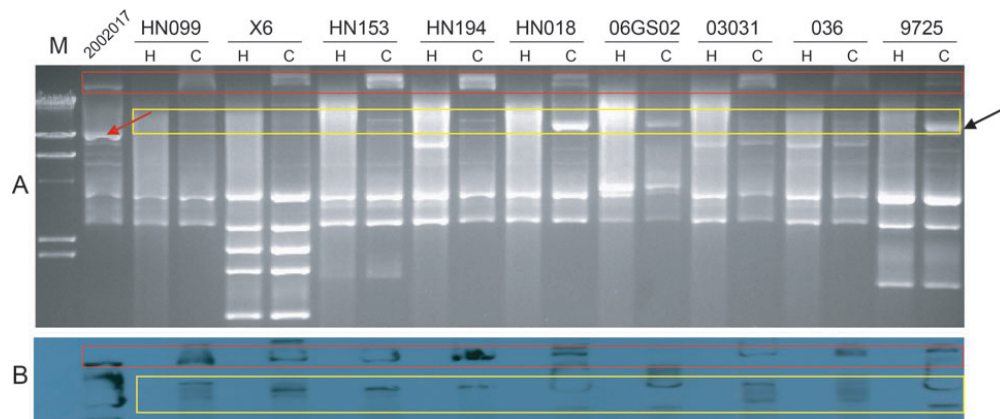 M 2002017 HN099 X6 HN153 HN194 HN018 06GS02 03031 036 9725
H C H C H C H C H C H C H C H C H C
A
B